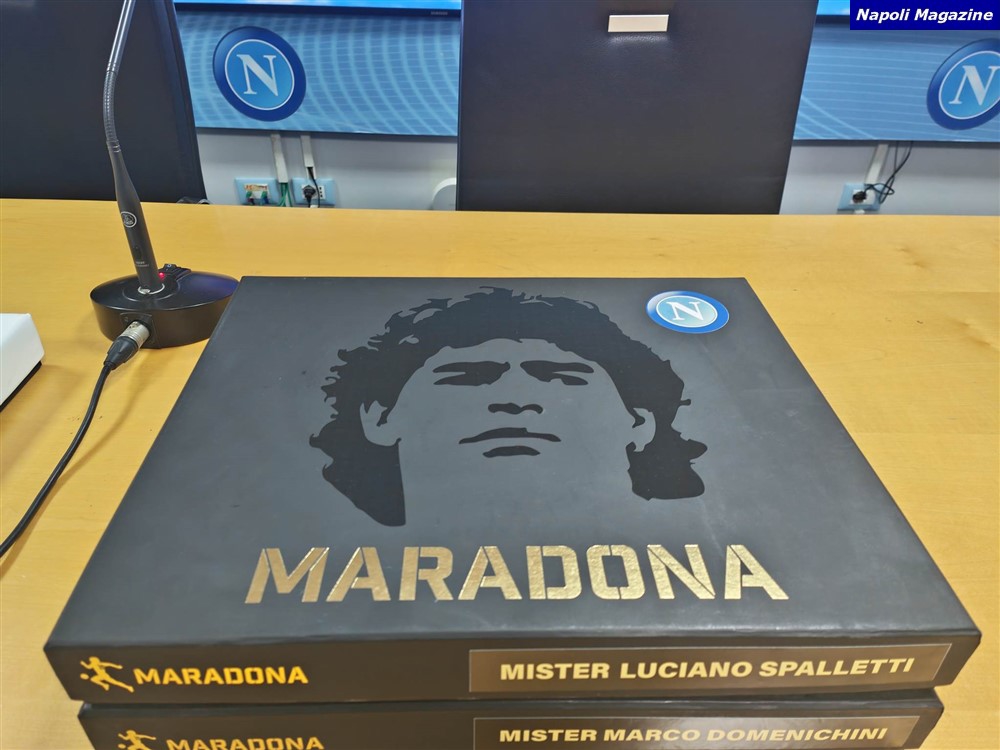 Napoli Magazine
N
N
N
MARADONA
MARADONA
MISTER LUCIANO SPALLETTI
MARADONA
MISTER MARCO DOMENICHINI